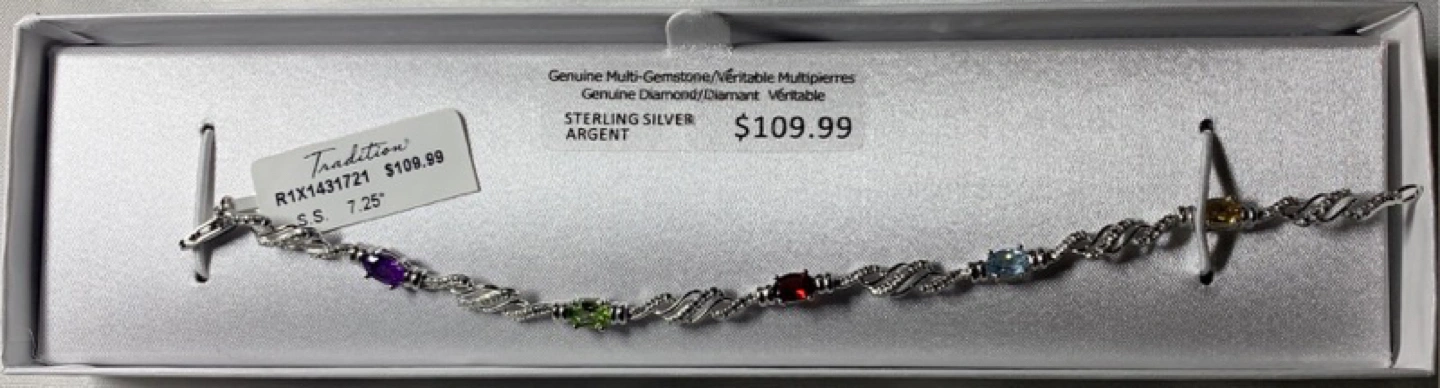 Genuine Multi-Gemstone/Véritable Multipierres
Genuine Diamond/Diamant Véritable
STERLING SILVER
ARGENT
$109.99
Tradition
R1X1431721 $109.99
S.S. 7.25"